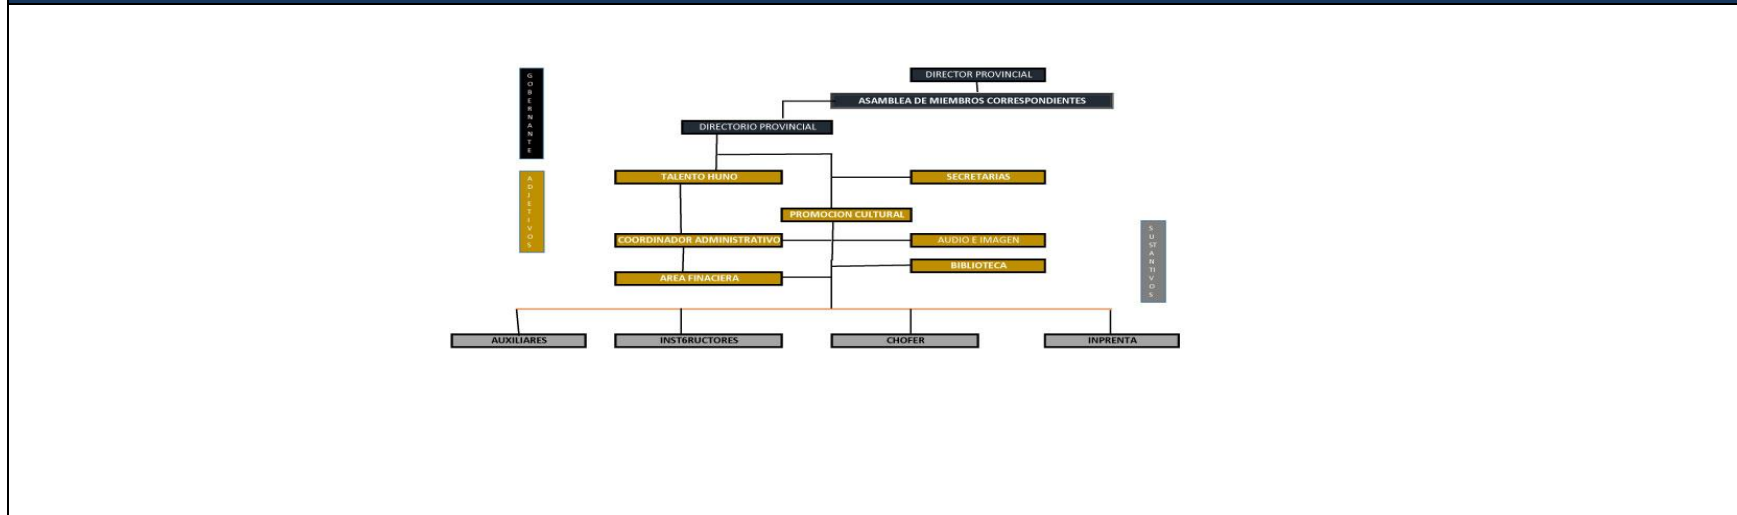 GOBERNANTE
DIRECTOR PROVINCIAL
ASAMBLEA DE MIEMBROS CORRESPONDIENTES
DIRECTORIO PROVINCIAL
ADJETIVOS
TALENTO HUNO
SECRETARIAS
PROMOCION CULTURAL
SUSTANTIVOS
COORDINADOR ADMINISTRATIVO
AUDIO E IMAGEN
BIBLIOTECA
AREA FINACIERA
AUXILIARES
INST6RUCTORES
CHOFER
INPRENTA